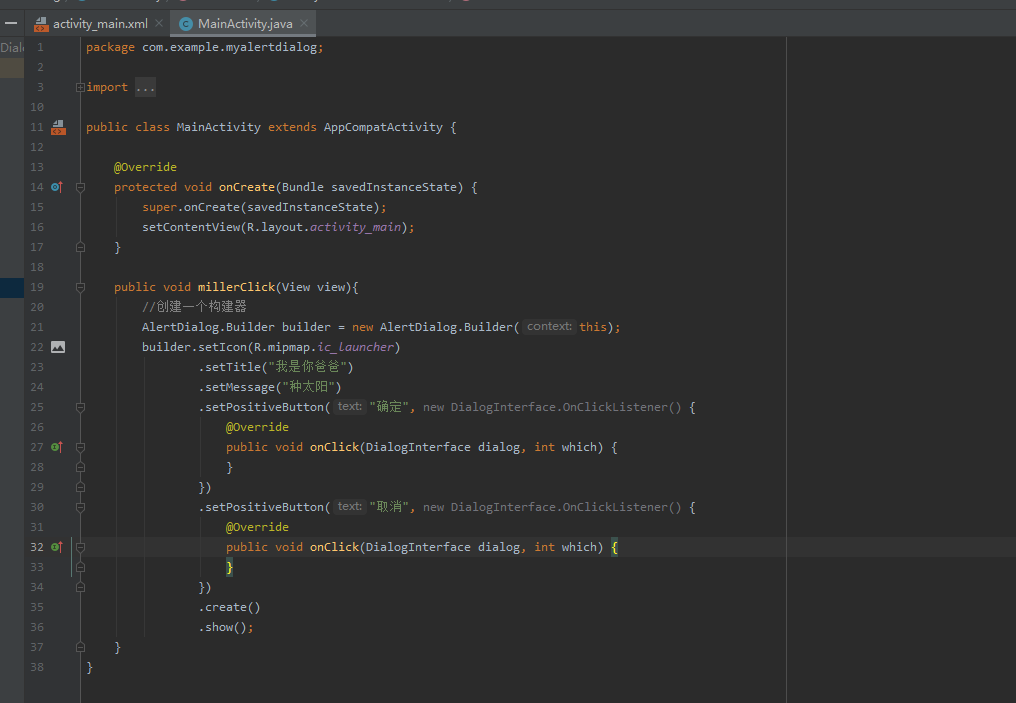 activity_main.xml MainActivity.java
Dial
1 package com.example.myalertdialog;
2
3 import ...
10
11 public class MainActivity extends AppCompatActivity {
12
13 @Override
14 protected void onCreate(Bundle savedInstanceState) {
15 super.onCreate(savedInstanceState);
16 setContentView(R.layout.activity_main);
17 }
18
19 public void millerClick(View view){
20 //创建一个构建器
21 AlertDialog.Builder builder = new AlertDialog.Builder( context: this);
22 builder.setIcon(R.mipmap.ic_launcher)
23 .setTitle("我是你爸爸")
24 .setMessage("种太阳")
25 .setPositiveButton( text: "确定", new DialogInterface.OnClickListener() {
26 @Override
27 public void onClick(DialogInterface dialog, int which) {
28 }
29 })
30 .setPositiveButton( text: "取消", new DialogInterface.OnClickListener() {
31 @Override
32 public void onClick(DialogInterface dialog, int which) {
33 }
34 })
35 .create()
36 .show();
37 }
38 }